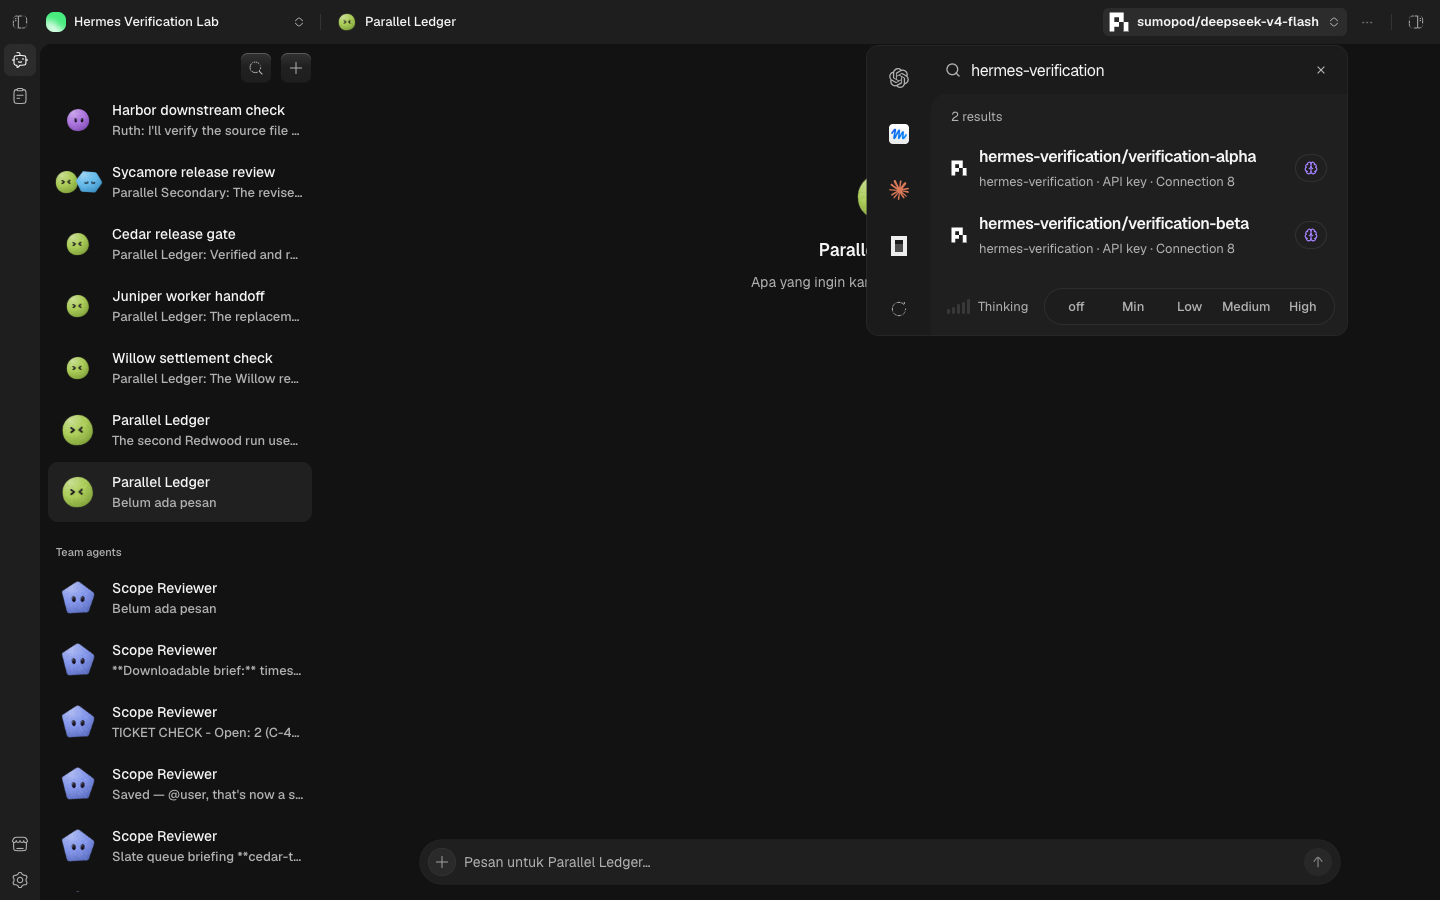 Hermes Verification Lab
Parallel Ledger
sumopod/deepseek-v4-flash
Harbor downstream check
Ruth: I'll verify the source file ...
Sycamore release review
Parallel Secondary: The revise...
Cedar release gate
Parallel Ledger: Verified and r...
Juniper worker handoff
Parallel Ledger: The replacem...
Willow settlement check
Parallel Ledger: The Willow re...
Parallel Ledger
The second Redwood run use...
Parallel Ledger
Belum ada pesan
Team agents
Scope Reviewer
Belum ada pesan
Scope Reviewer
**Downloadable brief:** times...
Scope Reviewer
TICKET CHECK - Open: 2 (C-4...
Scope Reviewer
Saved — @user, that's now a s...
Scope Reviewer
Slate queue briefing **cedar-t...
Apa yang ingin
hermes-verification
2 results
hermes-verification/verification-alpha
hermes-verification · API key · Connection 8
hermes-verification/verification-beta
hermes-verification · API key · Connection 8
Thinking
off
Min
Low
Medium
High
Pesan untuk Parallel Ledger...